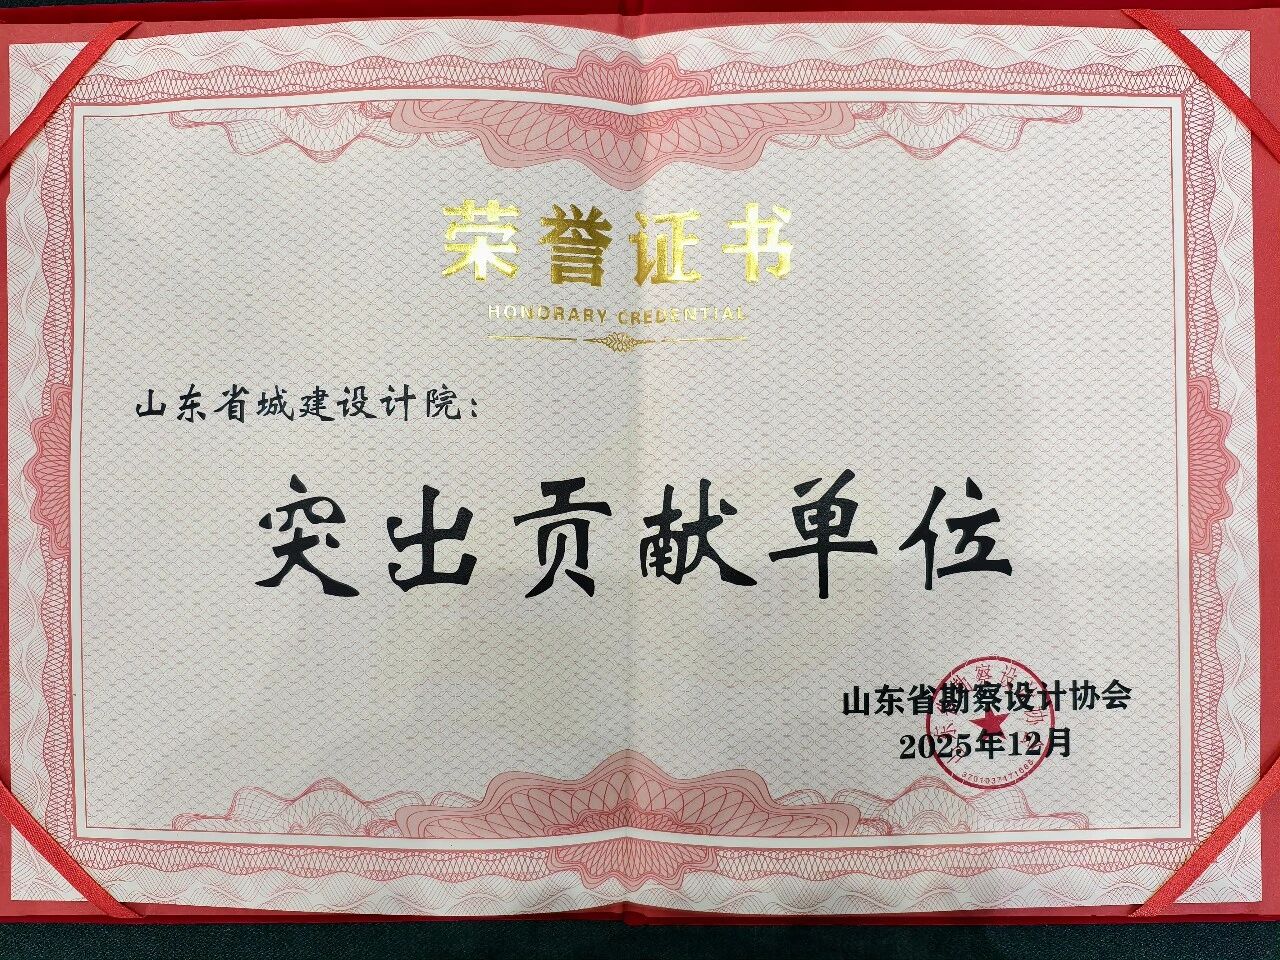 荣誉证书
HONORARY CREDENTIAL
山东省城建设计院：
突出贡献单位
山东省勘察设计协会
2025年12月